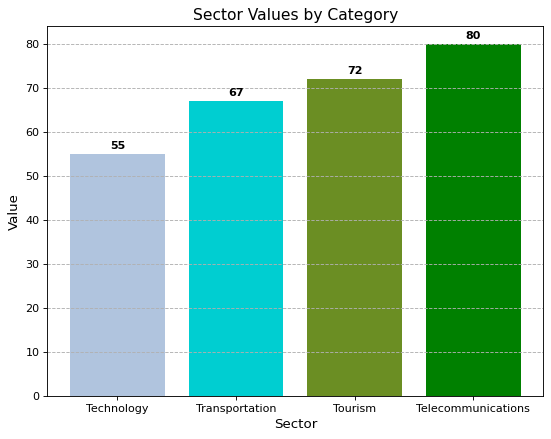 Sector Values by Category
80
70
60
50
40
30
20
10
0
Value
55
67
72
80
Technology
Transportation
Tourism
Telecommunications
Sector